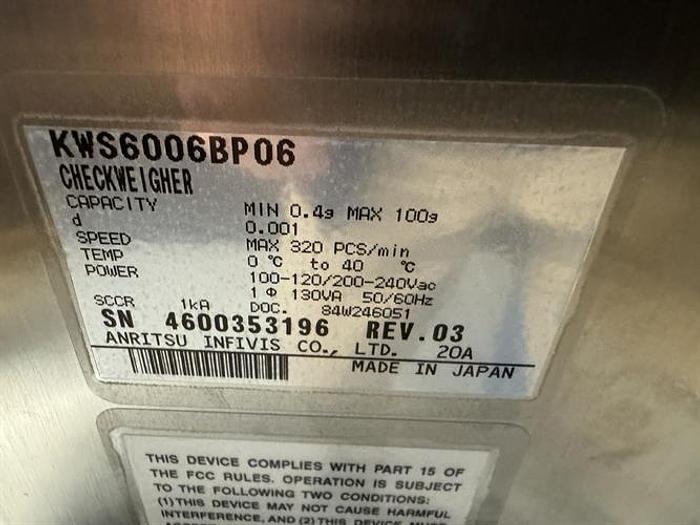 KWS6006BP06
CHECKWEIGHER
CAPACITY MIN 0.4g MAX 100g
d 0.001
SPEED MAX 320 PCS/min
TEMP 0 ℃ to 40 ℃
POWER 100-120/200-240Vac
1 Φ 130VA 50/60Hz
SCCR 1kA DOC. 84W246051
SN 4600353196 REV.03
ANRITSU INFIVIS CO., LTD. 20A
MADE IN JAPAN
THIS DEVICE COMPLIES WITH PART 15 OF
THE FCC RULES. OPERATION IS SUBJECT
TO THE FOLLOWING TWO CONDITIONS:
(1) THIS DEVICE MAY NOT CAUSE HARMFUL
INTERFERENCE, AND (2) THIS DEVICE MUST